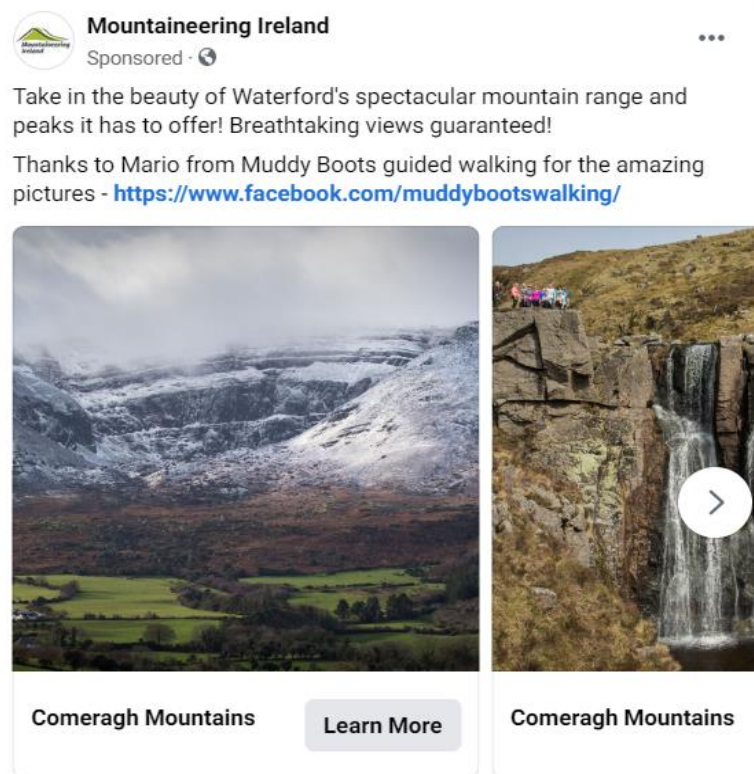 Mountaineering Ireland
Mountaineering
Ireland
Sponsored ·
Take in the beauty of Waterford's spectacular mountain range and
peaks it has to offer! Breathtaking views guaranteed!
Thanks to Mario from Muddy Boots guided walking for the amazing
pictures - https://www.facebook.com/muddybootswalking/
Comeragh Mountains
Learn More
Comeragh Mountains